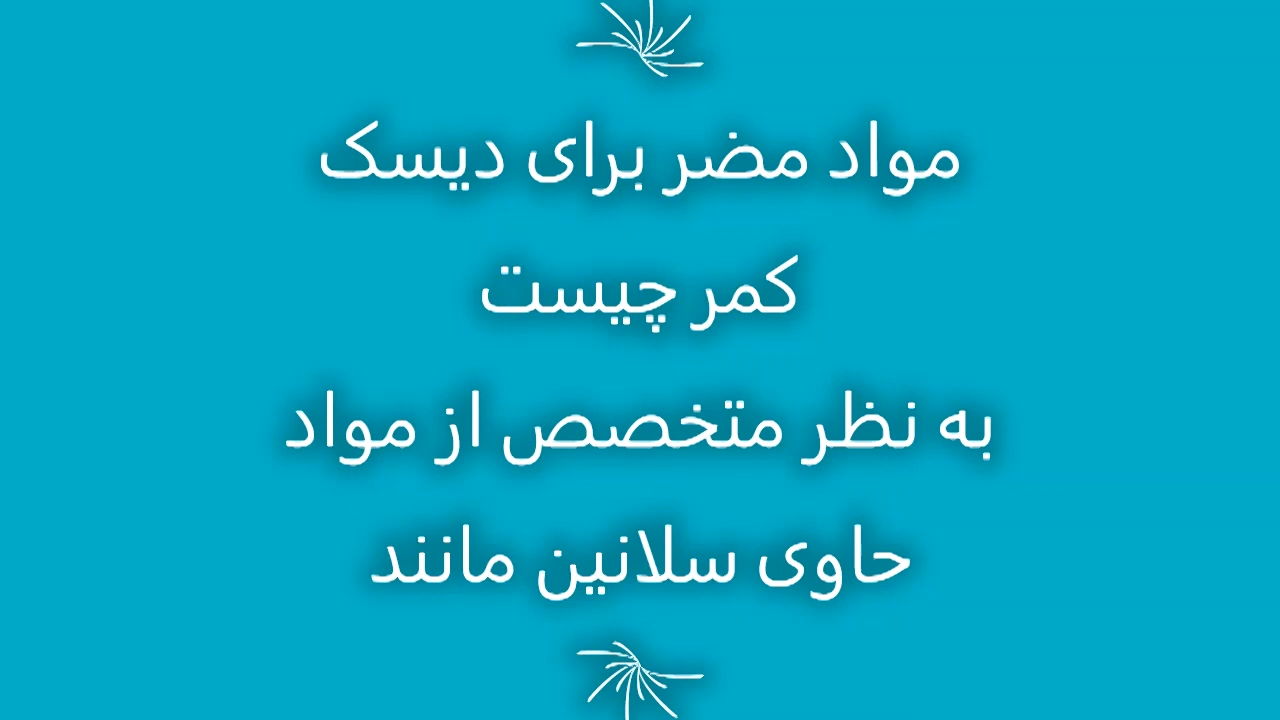 مواد مضر برای دیسک
کمر چیست
به نظر متخصص از مواد
حاوی سلانین مانند